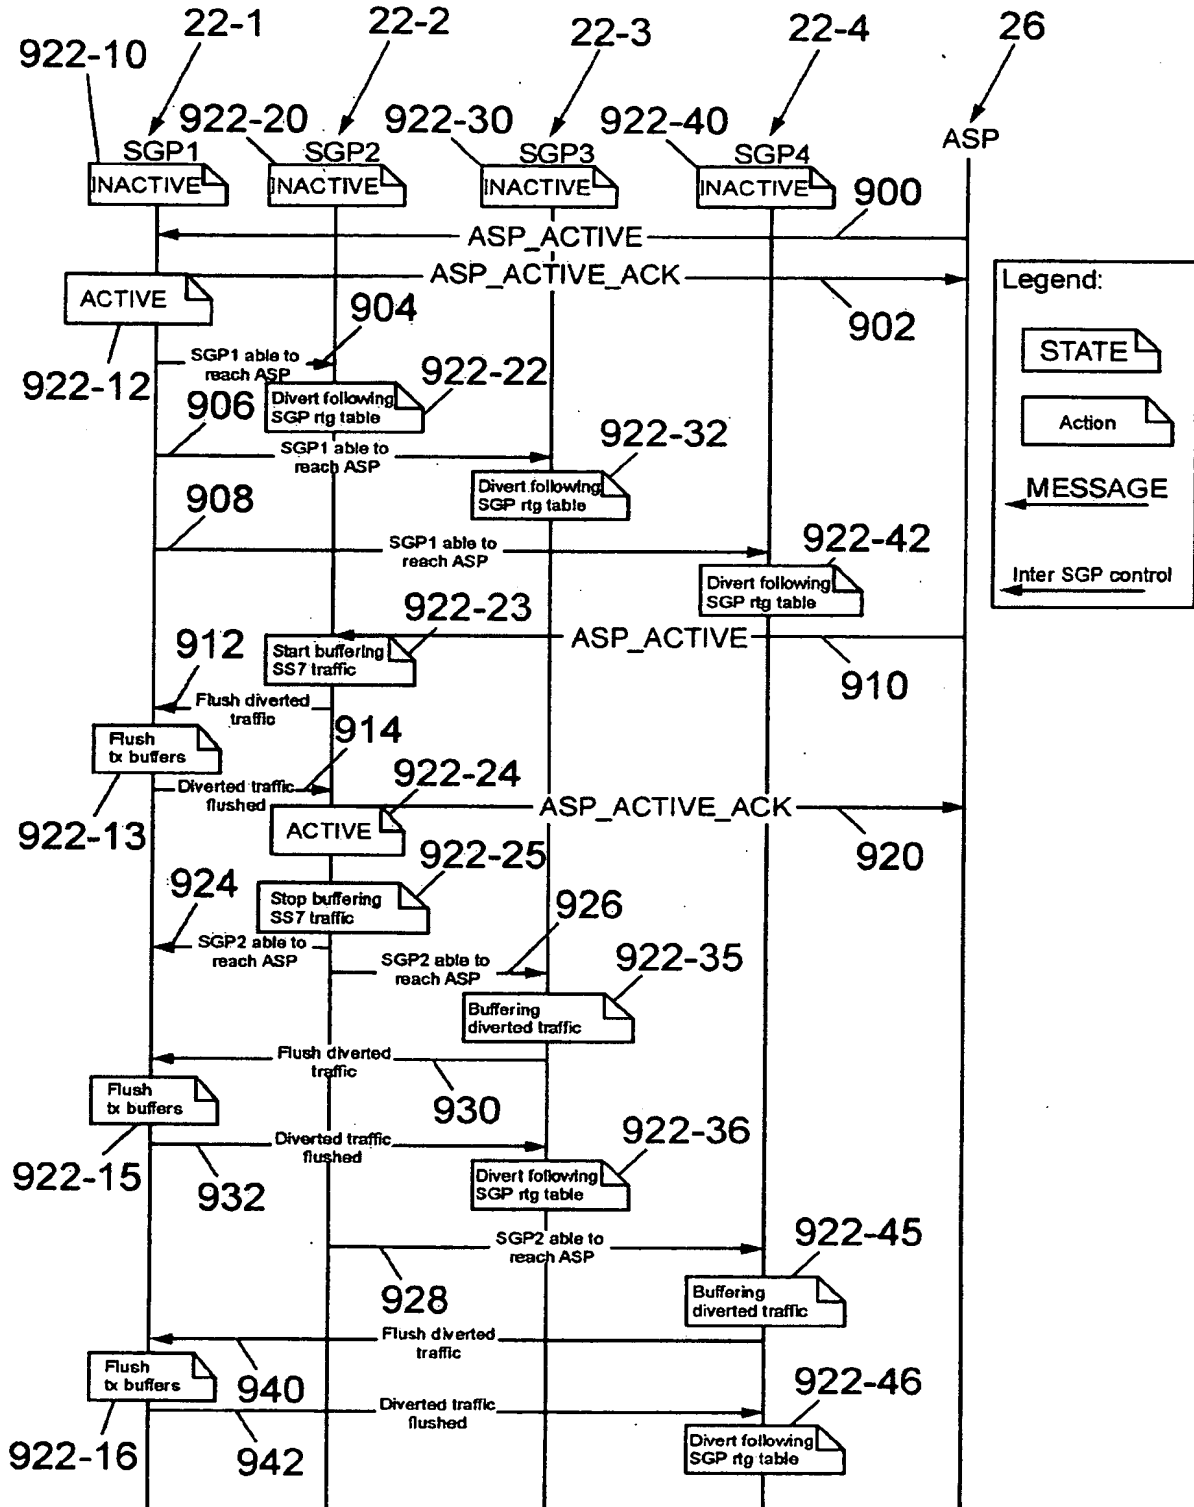 22-1
22-2
22-3
22-4
26
922-10
922-20
922-30
922-40
SGP1
SGP2
SGP3
SGP4
ASP
INACTIVE
INACTIVE
INACTIVE
INACTIVE
900
ASP_ACTIVE
ASP_ACTIVE_ACK
902
ACTIVE
922-12
Legend:
STATE
Action
MESSAGE
Inter SGP control
904
SGP1 able to
reach ASP
922-22
Divert following
SGP rtg table
906
SGP1 able to
reach ASP
922-32
Divert following
SGP rtg table
908
SGP1 able to
reach ASP
922-42
Divert following
SGP rtg table
922-23
ASP_ACTIVE
910
Start buffering
SS7 traffic
912
Flush diverted
traffic
Flush
tx buffers
922-13
914
Diverted traffic
flushed
922-24
ASP_ACTIVE_ACK
920
ACTIVE
922-25
Stop buffering
SS7 traffic
924
SGP2 able to
reach ASP
926
SGP2 able to
reach ASP
922-35
Buffering
diverted traffic
Flush diverted
traffic
930
Flush
tx buffers
922-15
Diverted traffic
flushed
932
922-36
Divert following
SGP rtg table
SGP2 able to
reach ASP
928
922-45
Buffering
diverted traffic
Flush diverted
traffic
940
Flush
tx buffers
922-16
Diverted traffic
flushed
942
922-46
Divert following
SGP rtg table